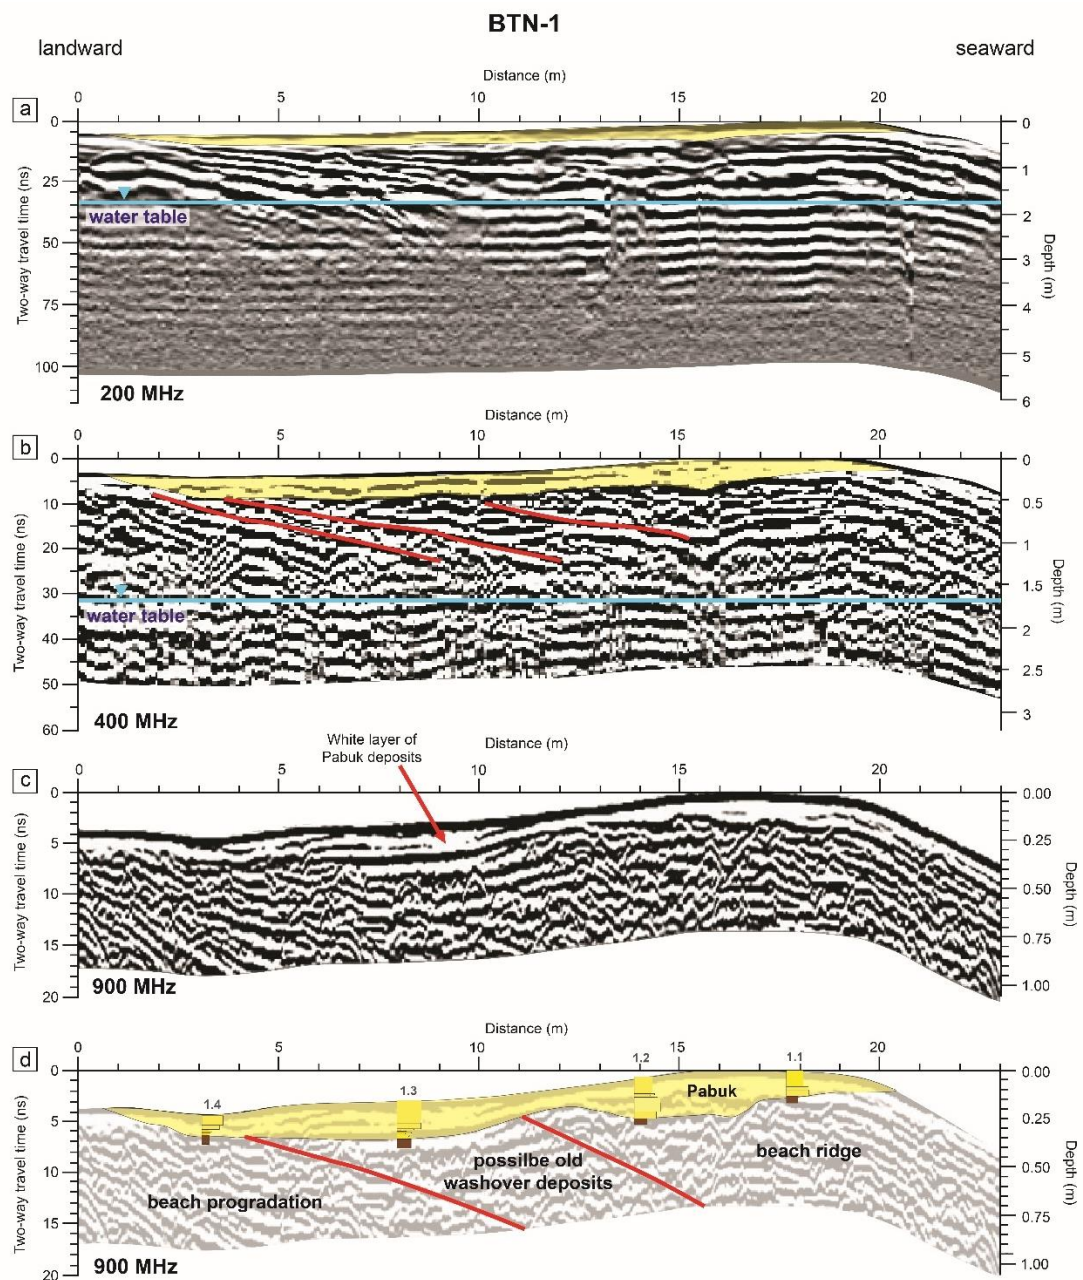 BTN-1
landward
seaward
Distance (m)
a
0 5 10 15 20
Two-way travel time (ns)
0
25
50
75
100
Depth (m)
0
1
2
3
4
5
6
water table
200 MHz
Distance (m)
b
0 5 10 15 20
Two-way travel time (ns)
0
10
20
30
40
50
60
Depth (m)
0
0.5
1
1.5
2
2.5
3
water table
400 MHz
White layer of
Pabuk deposits
Distance (m)
c
0 5 10 15 20
Two-way travel time (ns)
0
5
10
15
20
Depth (m)
0.00
0.25
0.50
0.75
1.00
900 MHz
Distance (m)
d
0 5 10 15 20
Two-way travel time (ns)
0
5
10
15
20
Depth (m)
0.00
0.25
0.50
0.75
1.00
1.4
1.3
1.2
1.1
Pabuk
beach ridge
possilbe old
washover deposits
beach progradation
900 MHz